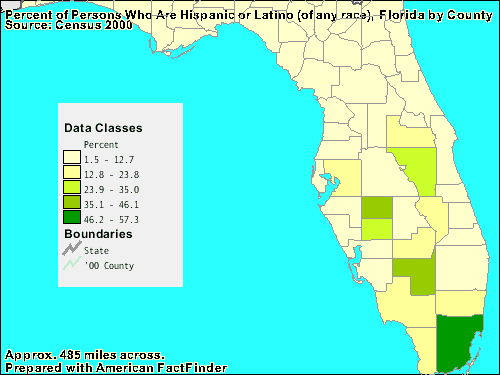 Percent of Persons Who Are Hispanic or Latino (of any race), Florida by County
Source: Census 2000
Data Classes
Percent
1.5 - 12.7
12.8 - 23.8
23.9 - 35.0
35.1 - 46.1
46.2 - 57.3
Boundaries
State
'00 County
Approx. 485 miles across.
Prepared with American FactFinder